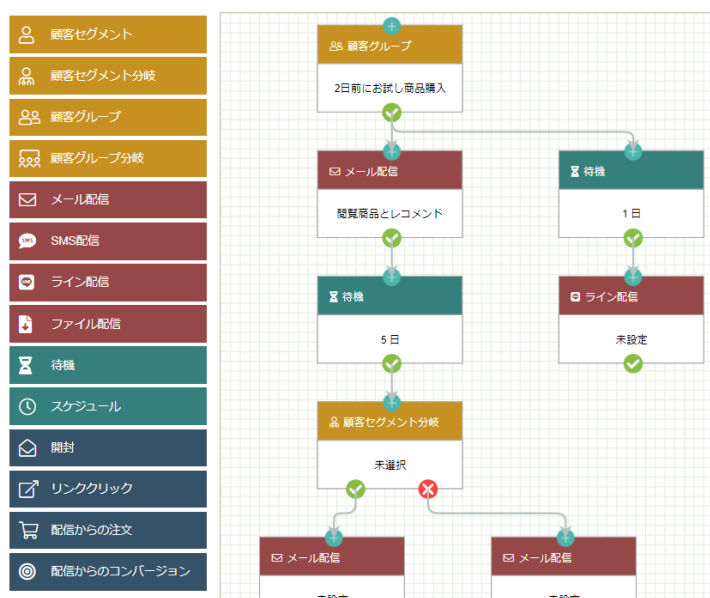 顧客セグメント
顧客セグメント分岐
顧客グループ
顧客グループ分岐
メール配信
SMS
SMS配信
ライン配信
ファイル配信
待機
スケジュール
開封
リンククリック
配信からの注文
配信からのコンバージョン
顧客グループ
2日前にお試し商品購入
メール配信
閲覧商品とレコメンド
待機
1 日
待機
5 日
ライン配信
未設定
顧客セグメント分岐
未選択
メール配信
未設定
メール配信
未設定